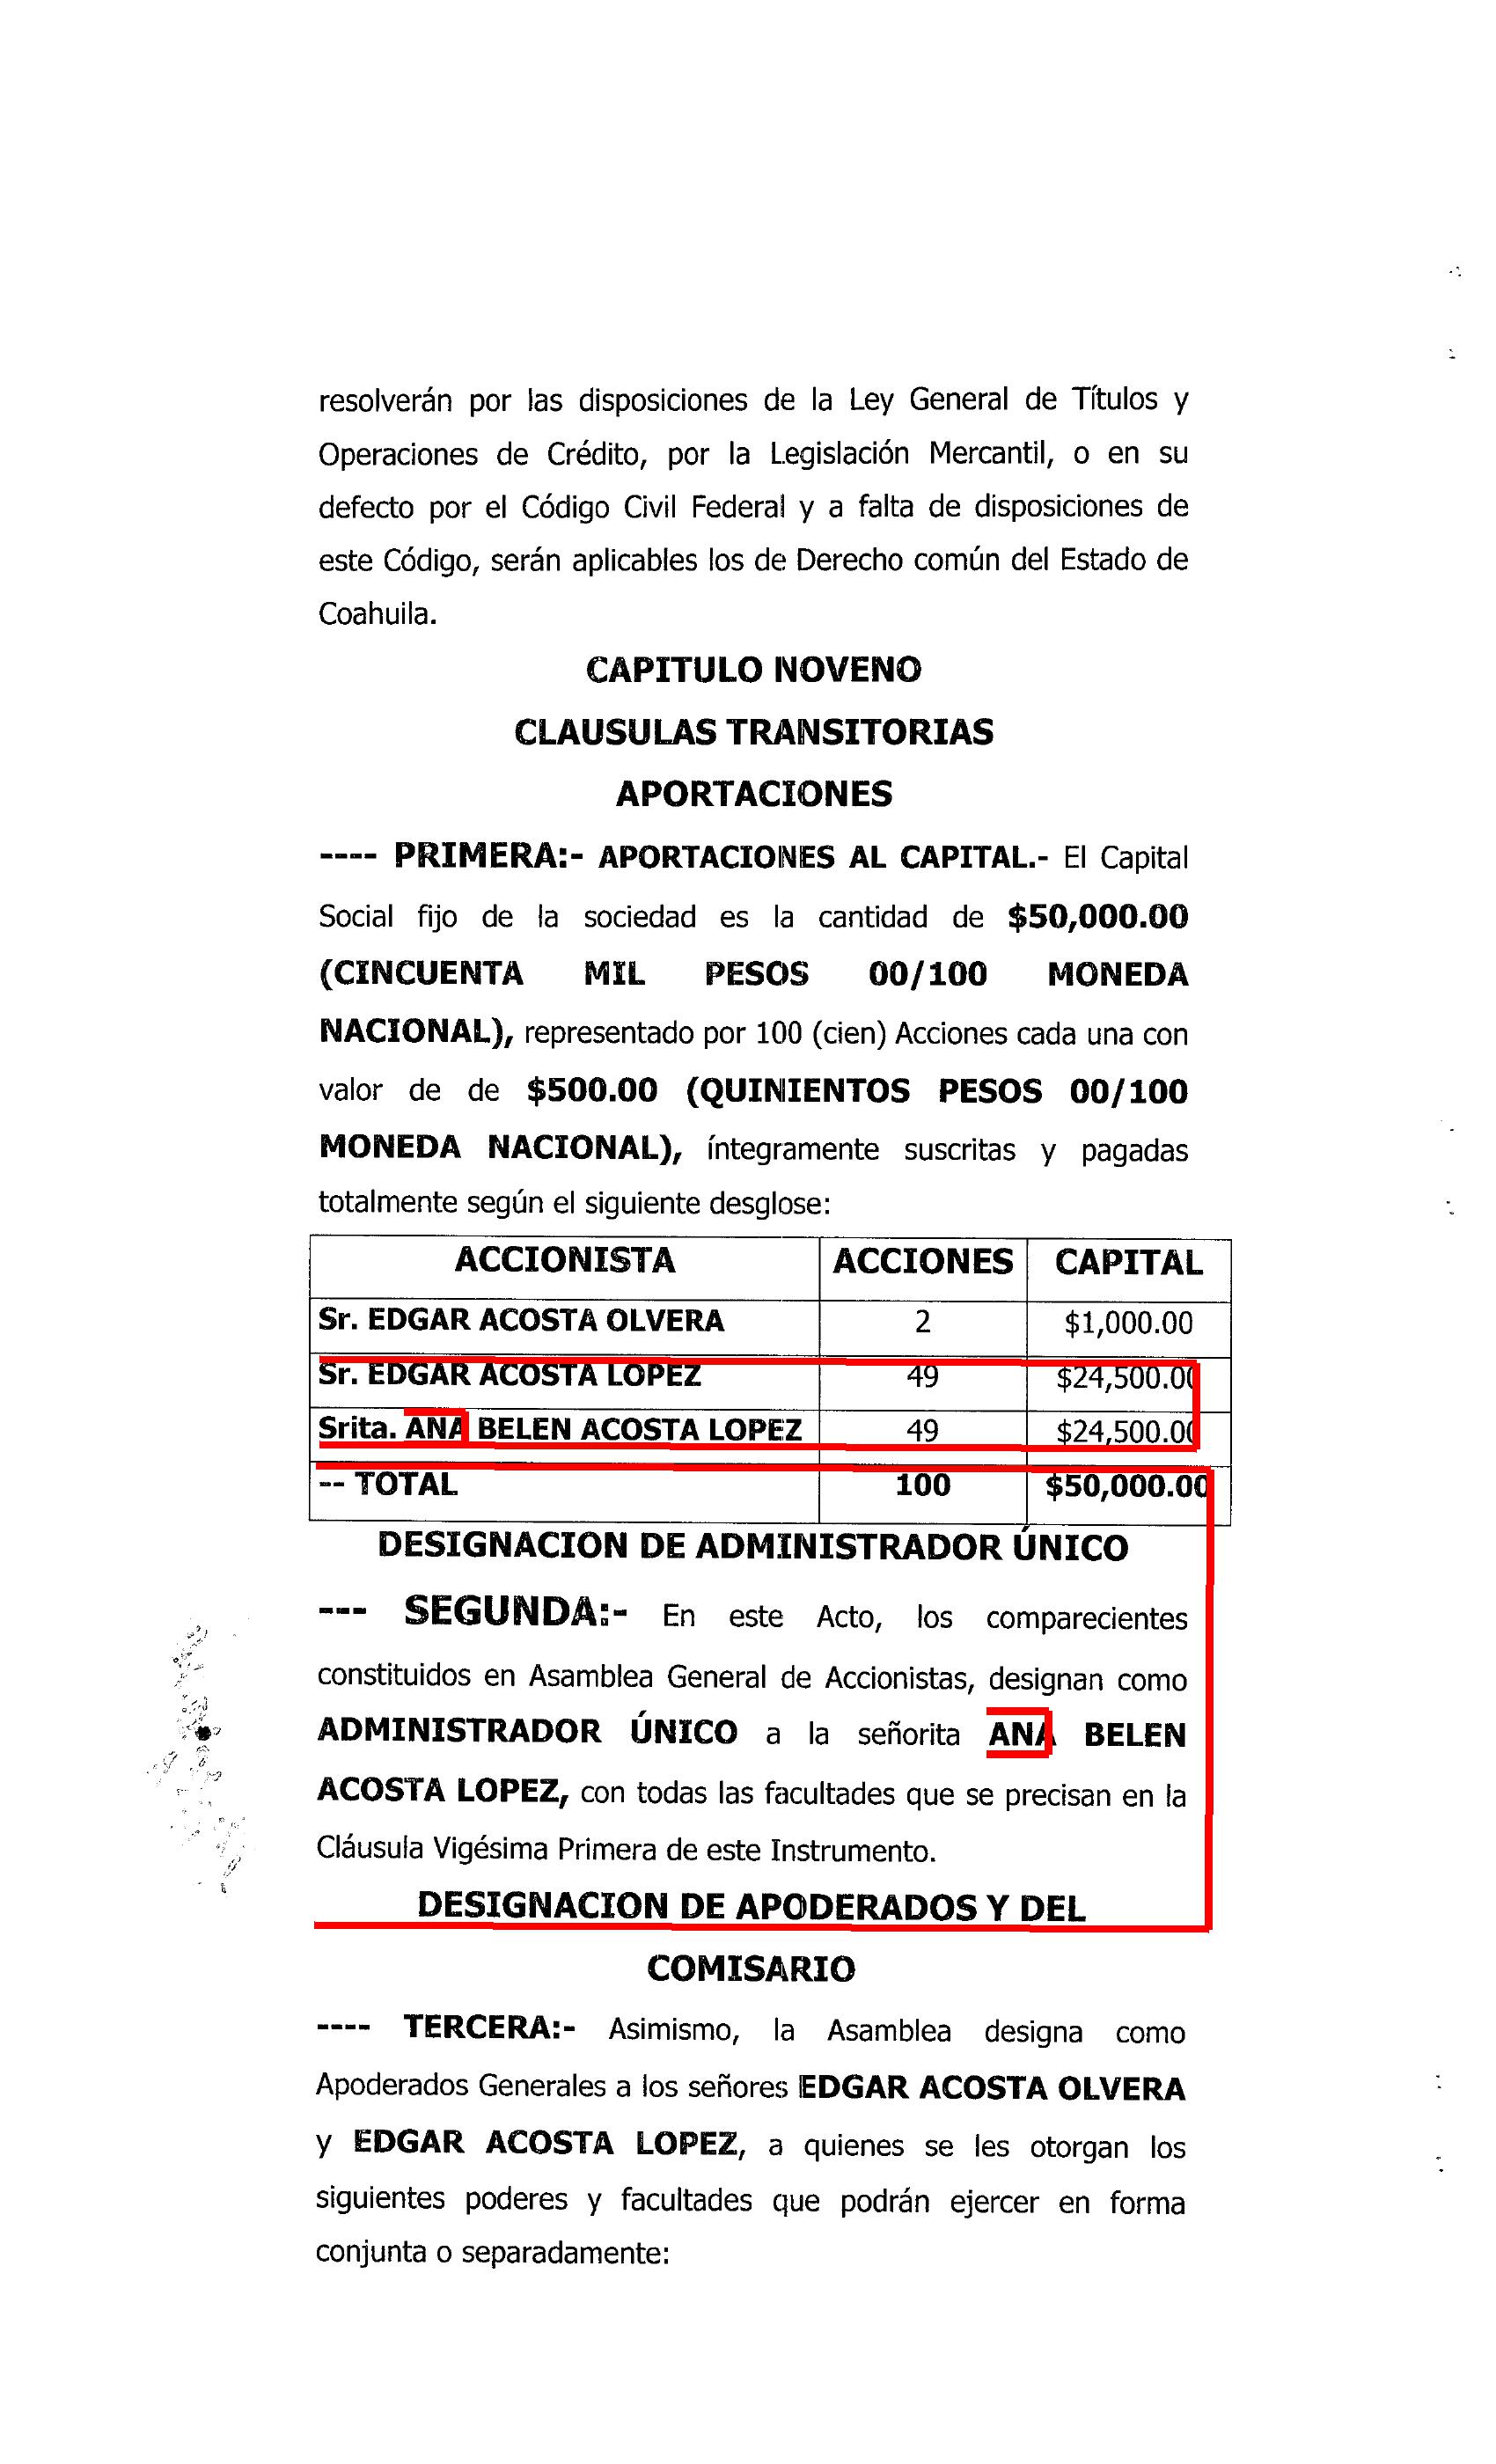 resolverán por las disposiciones de la Ley General de Títulos y
Operaciones de Crédito, por la Legislación Mercantil, o en su
defecto por el Código Civil Federal y a falta de disposiciones de
este Código, serán aplicables los de Derecho común del Estado de
Coahuila.
CAPITULO NOVENO
CLAUSULAS TRANSITORIAS
APORTACIONES
---- PRIMERA:- APORTACIONES AL CAPITAL.- El Capital
Social fijo de la sociedad es la cantidad de $50,000.00
(CINCUENTA MIL PESOS 00/100 MONEDA
NACIONAL), representado por 100 (cien) Acciones cada una con
valor de de $500.00 (QUINIENTOS PESOS 00/100
MONEDA NACIONAL), íntegramente suscritas y pagadas
totalmente según el siguiente desglose:
ACCIONISTA ACCIONES CAPITAL
Sr. EDGAR ACOSTA OLVERA 2 $1,000.00
Sr. EDGAR ACOSTA LOPEZ 49 $24,500.00
Srita. ANA BELEN ACOSTA LOPEZ 49 $24,500.00
-- TOTAL 100 $50,000.00
DESIGNACION DE ADMINISTRADOR ÚNICO
--- SEGUNDA:- En este Acto, los comparecientes
constituidos en Asamblea General de Accionistas, designan como
ADMINISTRADOR ÚNICO a la señorita ANA BELEN
ACOSTA LOPEZ, con todas las facultades que se precisan en la
Cláusula Vigésima Primera de este Instrumento.
DESIGNACION DE APODERADOS Y DEL
COMISARIO
---- TERCERA:- Asimismo, la Asamblea designa como
Apoderados Generales a los señores EDGAR ACOSTA OLVERA
y EDGAR ACOSTA LOPEZ, a quienes se les otorgan los
siguientes poderes y facultades que podrán ejercer en forma
conjunta o separadamente: